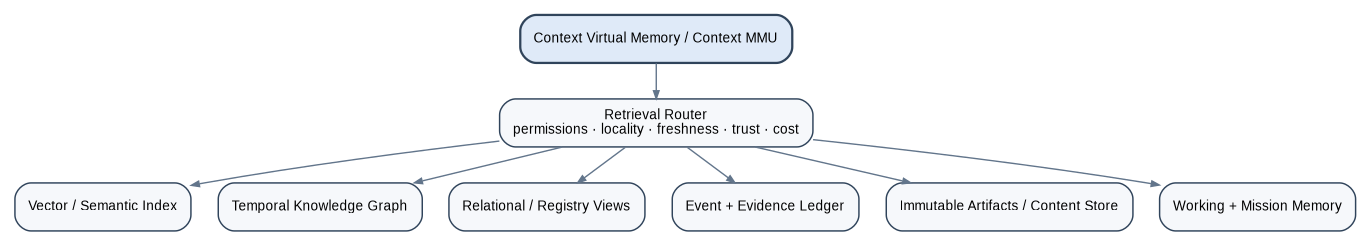 Context Virtual Memory / Context MMU
Retrieval Router
permissions · locality · freshness · trust · cost
Vector / Semantic Index
Temporal Knowledge Graph
Relational / Registry Views
Event + Evidence Ledger
Immutable Artifacts / Content Store
Working + Mission Memory